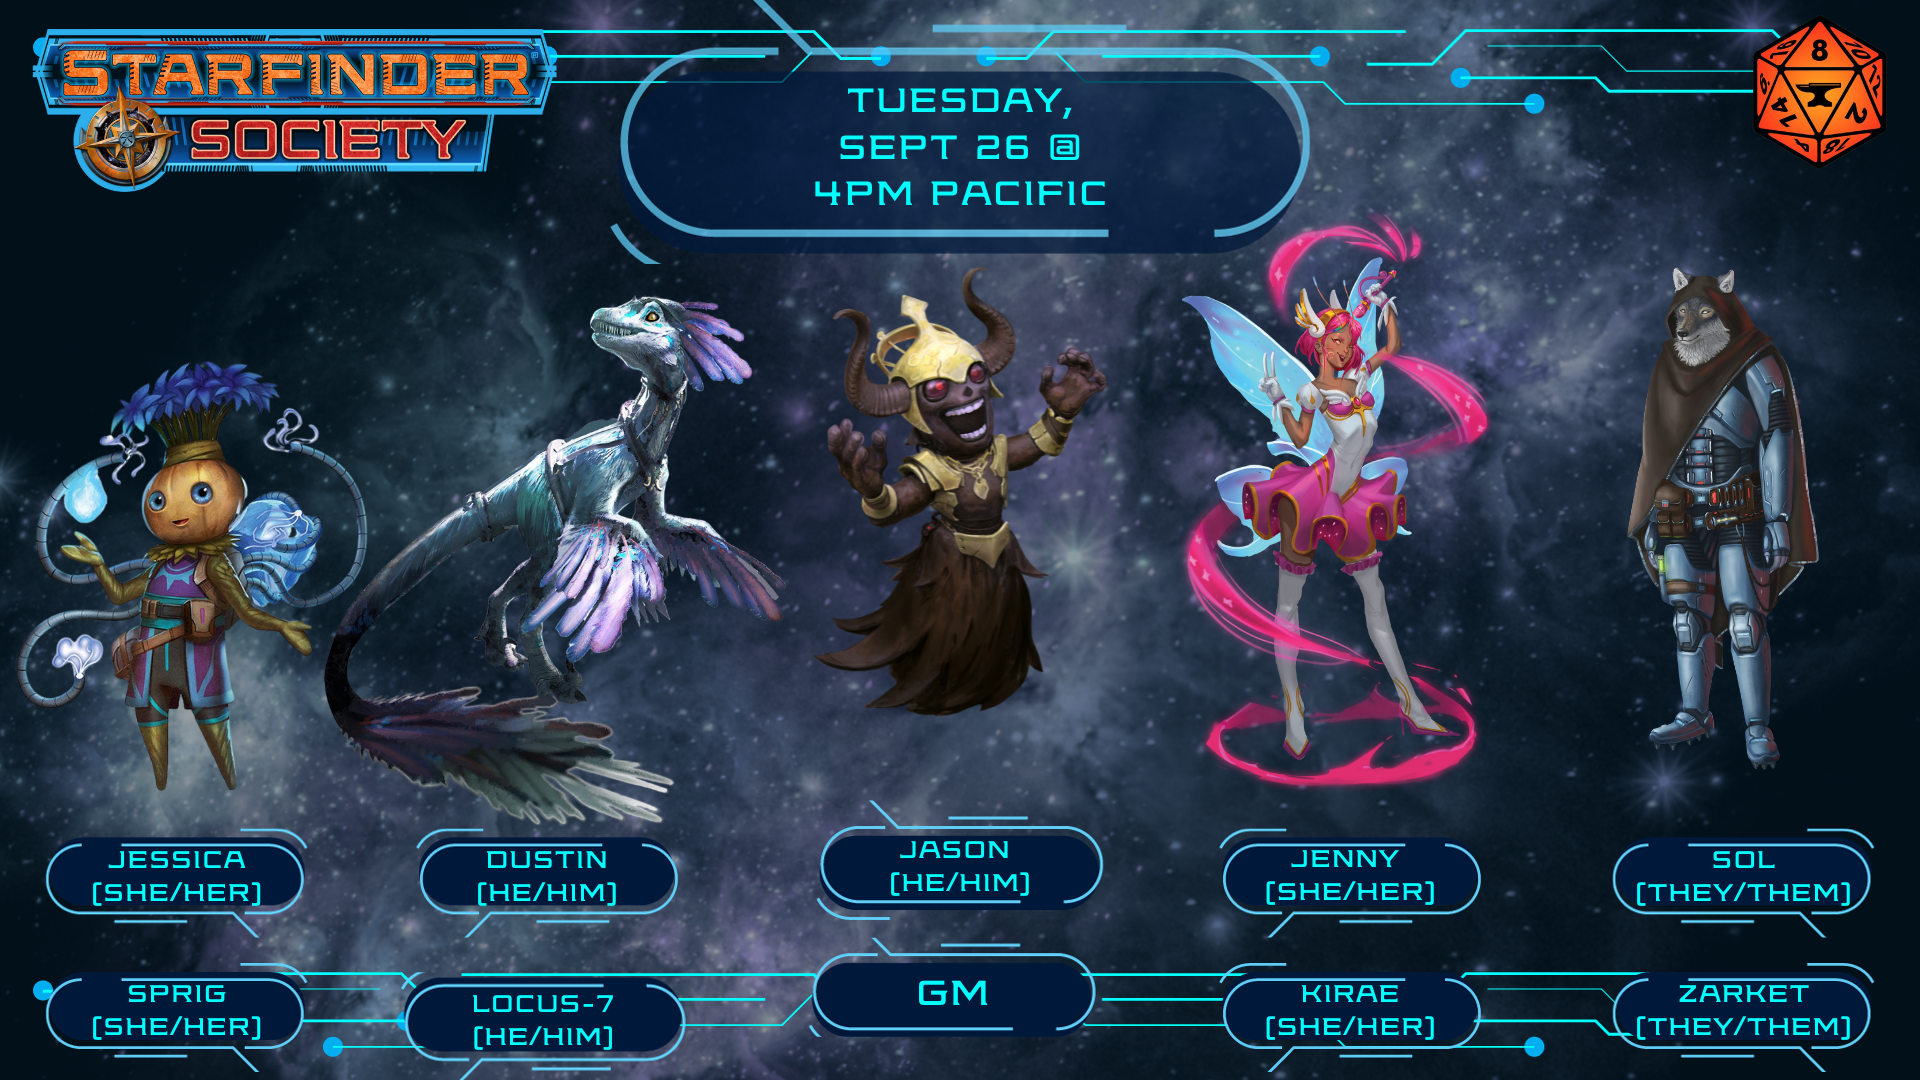 STARFINDER
SOCIETY
TUESDAY,
SEPT 26 @
4PM PACIFIC
8
JESSICA
[SHE/HER]
DUSTIN
[HE/HIM]
JASON
[HE/HIM]
JENNY
[SHE/HER]
SOL
[THEY/THEM]
SPRIG
[SHE/HER]
LOCUS-7
[HE/HIM]
GM
KIRAE
[SHE/HER]
ZARKET
[THEY/THEM]